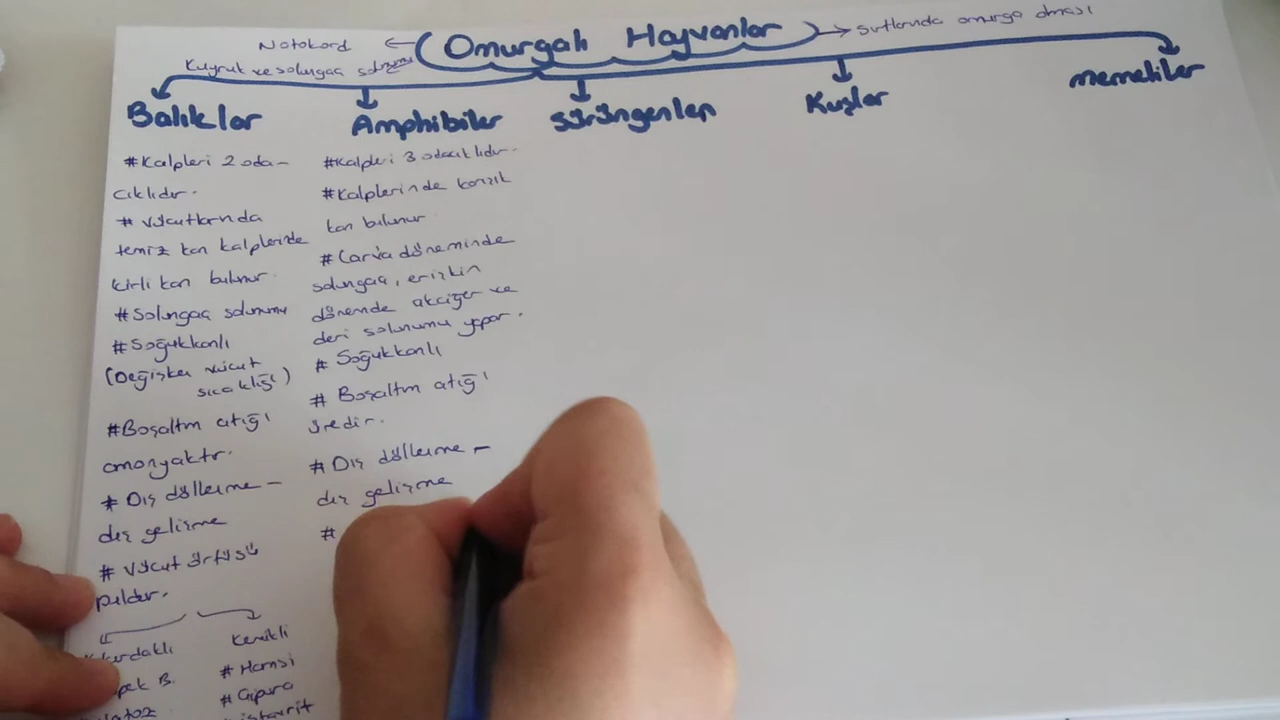 Notokord
Kuyruk ve solungaç solunumu
Omurgalı Hayvanlar
sırtlarında omurga olması
Balıklar
#Kalpleri 2 oda-
cıklıdır.
# Vücutlarında
temiz kan kalplerinde
kirli kan bulunur.
#Solungaç solunumu
#Soğukkanlı
(Değişken vücut
sıcaklığı)
#Boşaltım atığı
amonyaktır.
# Dış döllenme -
dış gelişme
# Vücut örtüsü
puldur.
Kıkırdaklı
Kemikli
# Hamsi
# Çipura
istavrit
Amphibiler
#Kalpleri 3 odacıklıdır.
#Kalplerinde karışık
kan bulunur
# Larva döneminde
solungaç, erişkin
dönemde akciğer ve
deri solunumu yapar.
# Soğukkanlı
# Boşaltım atığı
üredir.
# Dış döllenme -
dış gelişme
#
Sürüngenler
Kuşlar
memeliler